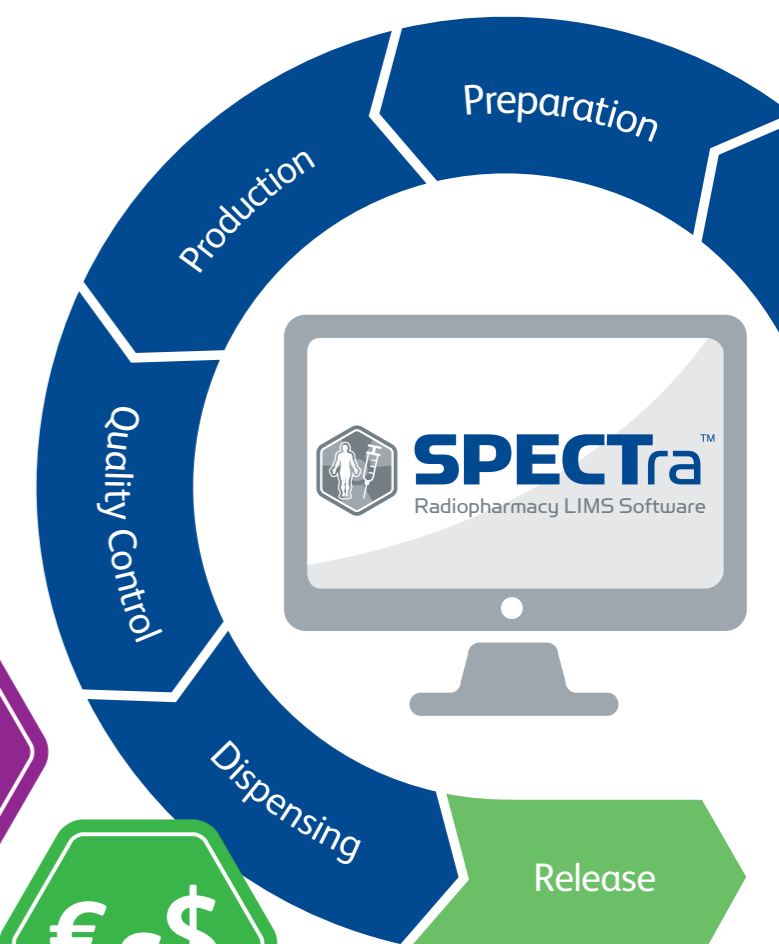 Preparation
Production
SPECTra™
Radiopharmacy LIMS Software
Quality Control
Dispensing
Release
€ $